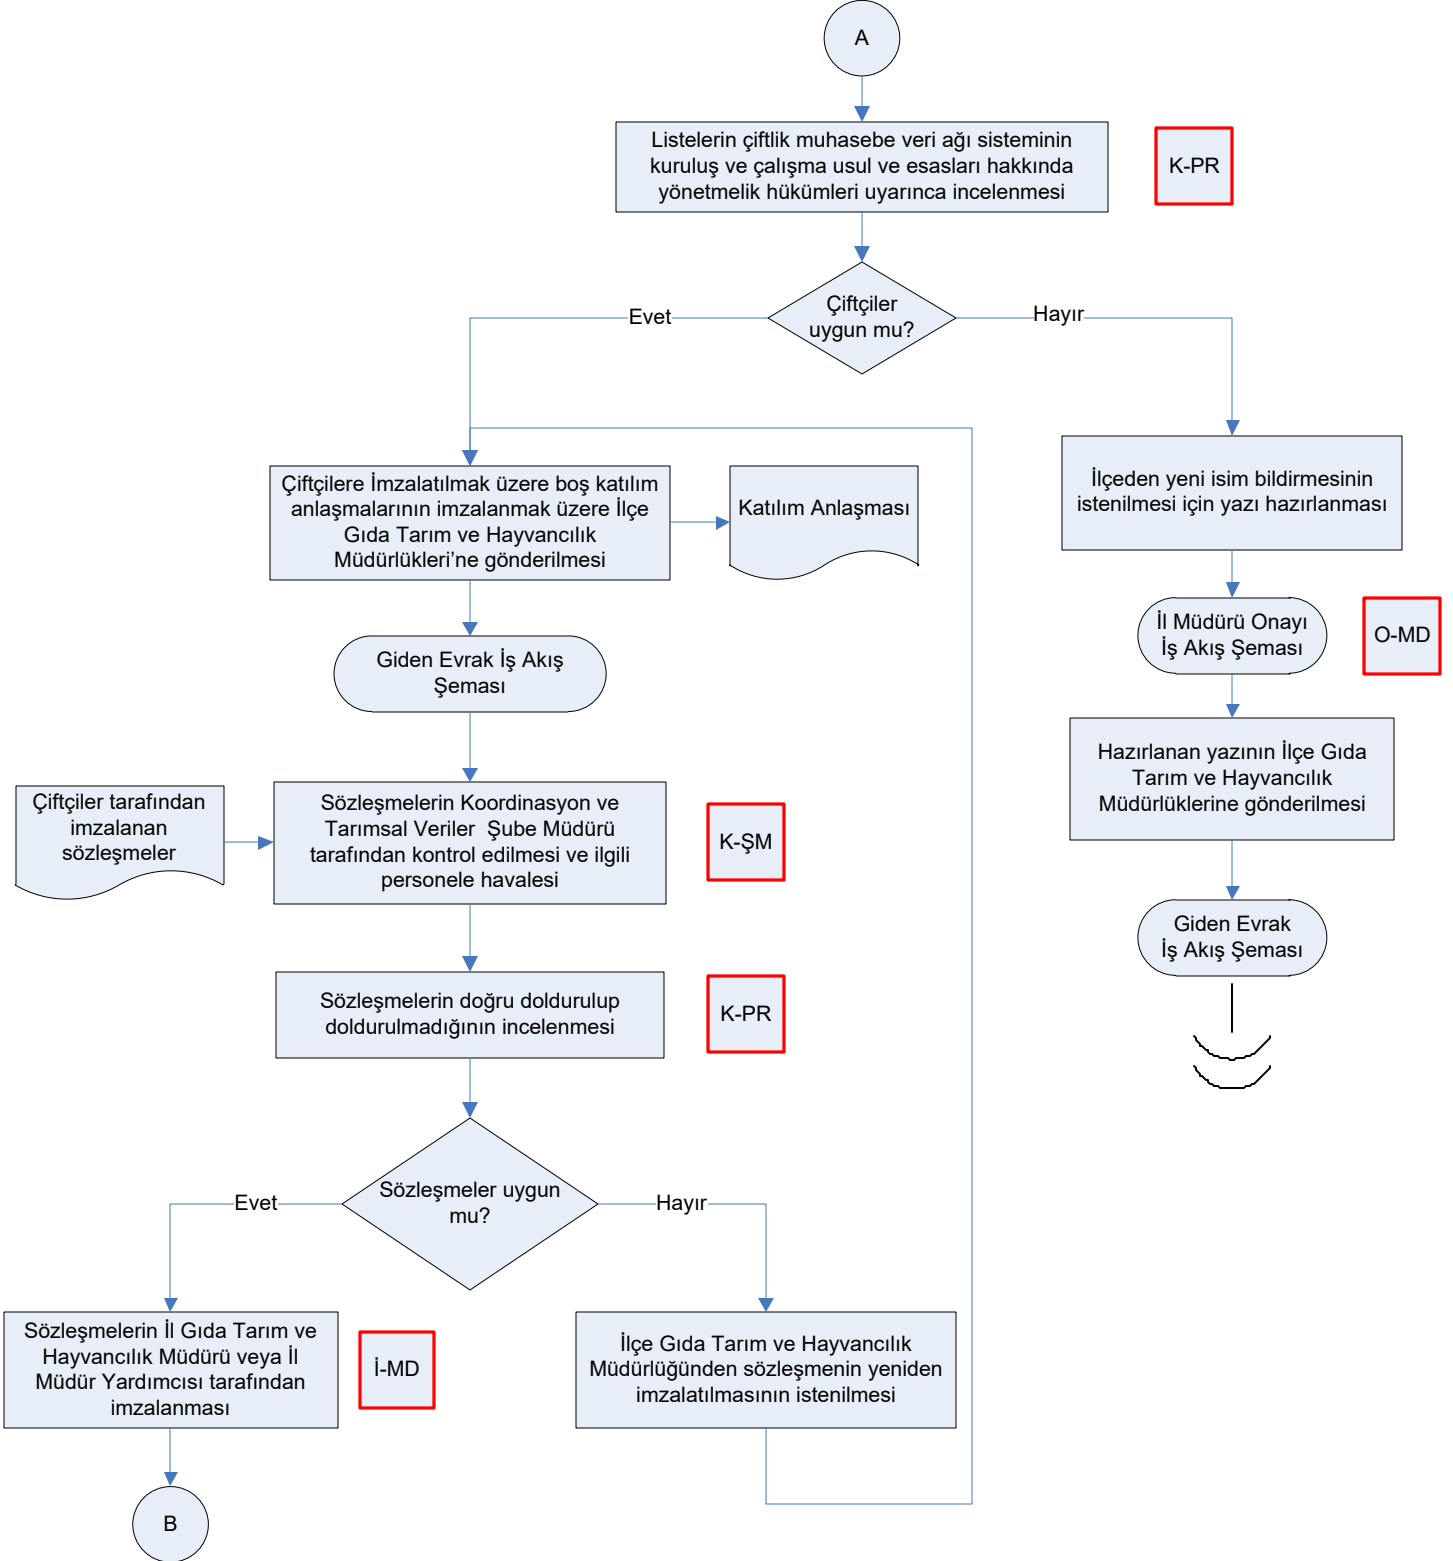 A
Listelerin çiftlik muhasebe veri ağı sisteminin
kuruluş ve çalışma usul ve esasları hakkında
yönetmelik hükümleri uyarınca incelenmesi
K-PR
Çiftçiler
uygun mu?
Evet
Hayır
Çiftçilere İmzalatılmak üzere boş katılım
anlaşmalarının imzalanmak üzere İlçe
Gıda Tarım ve Hayvancılık
Müdürlükleri’ne gönderilmesi
Katılım Anlaşması
İlçeden yeni isim bildirmesinin
istenilmesi için yazı hazırlanması
Giden Evrak İş Akış
Şeması
İl Müdürü Onayı
İş Akış Şeması
O-MD
Hazırlanan yazının İlçe Gıda
Tarım ve Hayvancılık
Müdürlüklerine gönderilmesi
Çiftçiler tarafından
imzalanan
sözleşmeler
Sözleşmelerin Koordinasyon ve
Tarımsal Veriler  Şube Müdürü
tarafından kontrol edilmesi ve ilgili
personele havalesi
K-ŞM
Giden Evrak
İş Akış Şeması
Sözleşmelerin doğru doldurulup
doldurulmadığının incelenmesi
K-PR
Sözleşmeler uygun
mu?
Evet
Hayır
Sözleşmelerin İl Gıda Tarım ve
Hayvancılık Müdürü veya İl
Müdür Yardımcısı tarafından
imzalanması
İ-MD
İlçe Gıda Tarım ve Hayvancılık
Müdürlüğünden sözleşmenin yeniden
imzalatılmasının istenilmesi
B